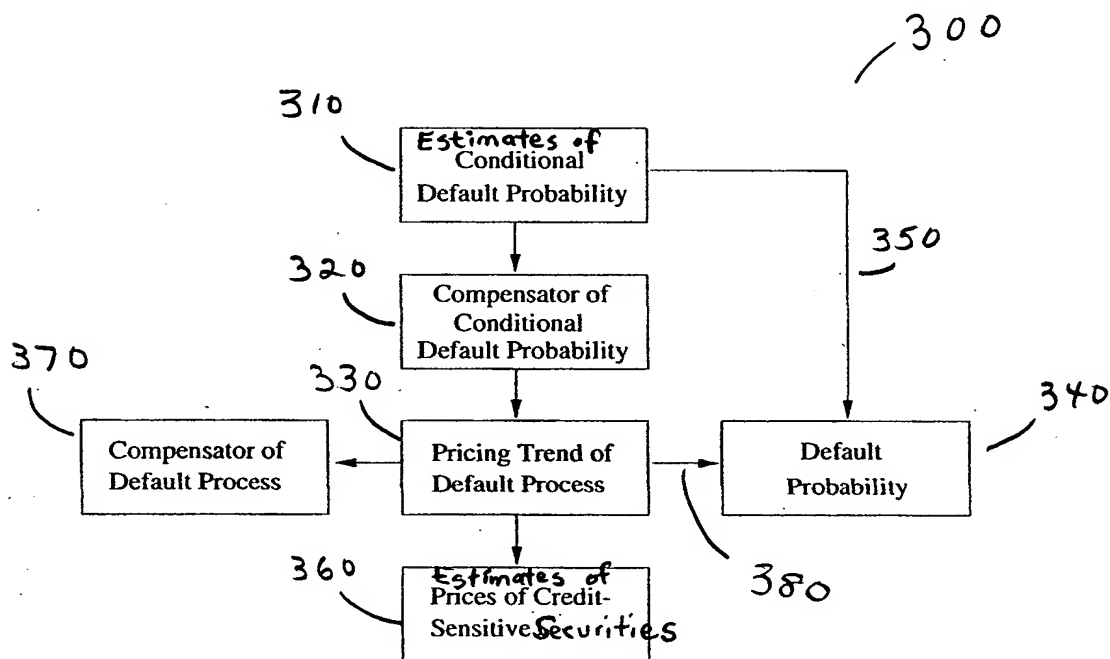 300
310
Estimates of
Conditional
Default Probability
350
320
Compensator of
Conditional
Default Probability
370
330
340
Compensator of
Default Process
Pricing Trend of
Default Process
Default
Probability
360
380
Estimates of
Prices of Credit-
Sensitive Securities